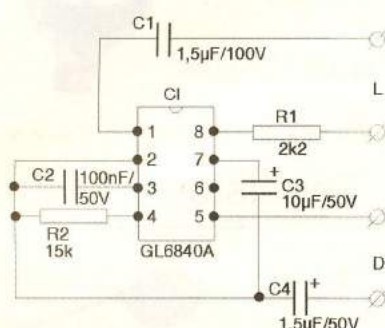 C1
1,5µF/100V
CI
L
1
8
R1
2k2
2
7
C2
100nF/
50V
3
6
C3
+
10µF/50V
4
5
R2
15k
GL6840A
D
C4
+
1,5µF/50V